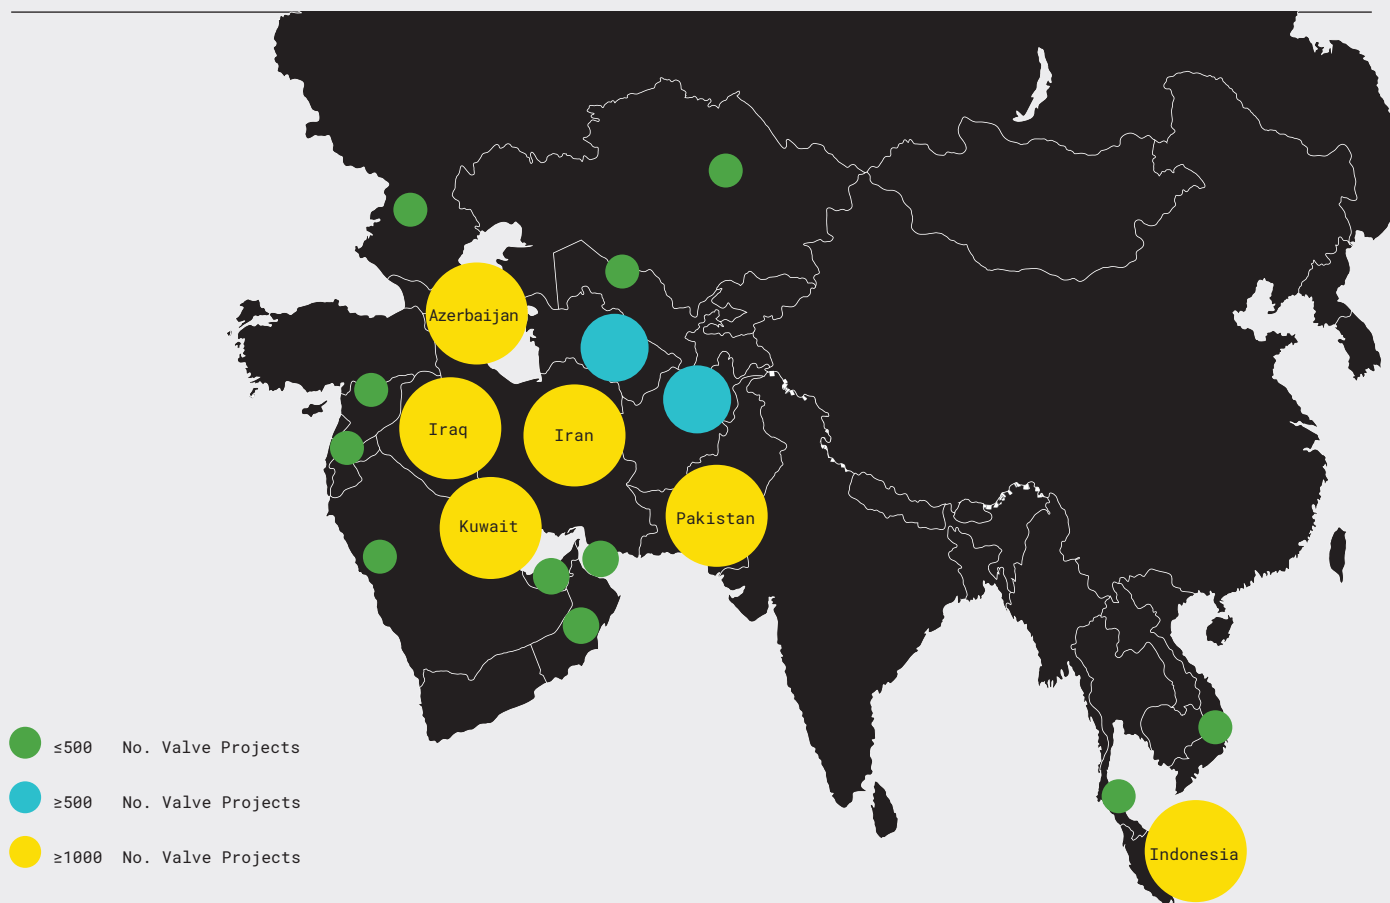 Azerbaijan
Iraq
Iran
Kuwait
Pakistan
≤500 No. Valve Projects
≥500 No. Valve Projects
≥1000 No. Valve Projects
Indonesia